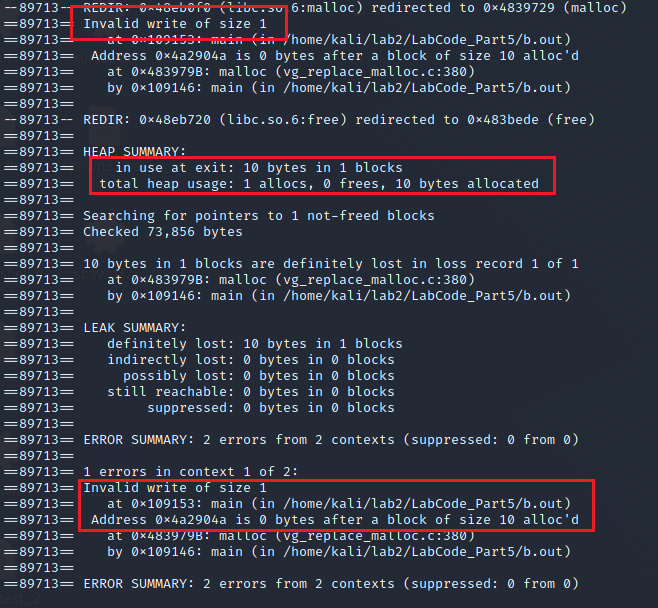 --89713-- REDIR: 0×48eb0f0 (libc.so.6:malloc) redirected to 0×4839729 (malloc)
==89713== Invalid write of size 1
==89713==    at 0×109153: main (in /home/kali/lab2/LabCode_Part5/b.out)
==89713==  Address 0×4a2904a is 0 bytes after a block of size 10 alloc'd
==89713==    at 0×483979B: malloc (vg_replace_malloc.c:380)
==89713==    by 0×109146: main (in /home/kali/lab2/LabCode_Part5/b.out)
==89713==
--89713-- REDIR: 0×48eb720 (libc.so.6:free) redirected to 0×483bede (free)
==89713==
==89713== HEAP SUMMARY:
==89713==     in use at exit: 10 bytes in 1 blocks
==89713==   total heap usage: 1 allocs, 0 frees, 10 bytes allocated
==89713==
==89713== Searching for pointers to 1 not-freed blocks
==89713== Checked 73,856 bytes
==89713==
==89713== 10 bytes in 1 blocks are definitely lost in loss record 1 of 1
==89713==    at 0×483979B: malloc (vg_replace_malloc.c:380)
==89713==    by 0×109146: main (in /home/kali/lab2/LabCode_Part5/b.out)
==89713==
==89713== LEAK SUMMARY:
==89713==    definitely lost: 10 bytes in 1 blocks
==89713==    indirectly lost: 0 bytes in 0 blocks
==89713==      possibly lost: 0 bytes in 0 blocks
==89713==    still reachable: 0 bytes in 0 blocks
==89713==         suppressed: 0 bytes in 0 blocks
==89713==
==89713== ERROR SUMMARY: 2 errors from 2 contexts (suppressed: 0 from 0)
==89713==
==89713== 1 errors in context 1 of 2:
==89713== Invalid write of size 1
==89713==    at 0×109153: main (in /home/kali/lab2/LabCode_Part5/b.out)
==89713==  Address 0×4a2904a is 0 bytes after a block of size 10 alloc'd
==89713==    at 0×483979B: malloc (vg_replace_malloc.c:380)
==89713==    by 0×109146: main (in /home/kali/lab2/LabCode_Part5/b.out)
==89713==
==89713== ERROR SUMMARY: 2 errors from 2 contexts (suppressed: 0 from 0)